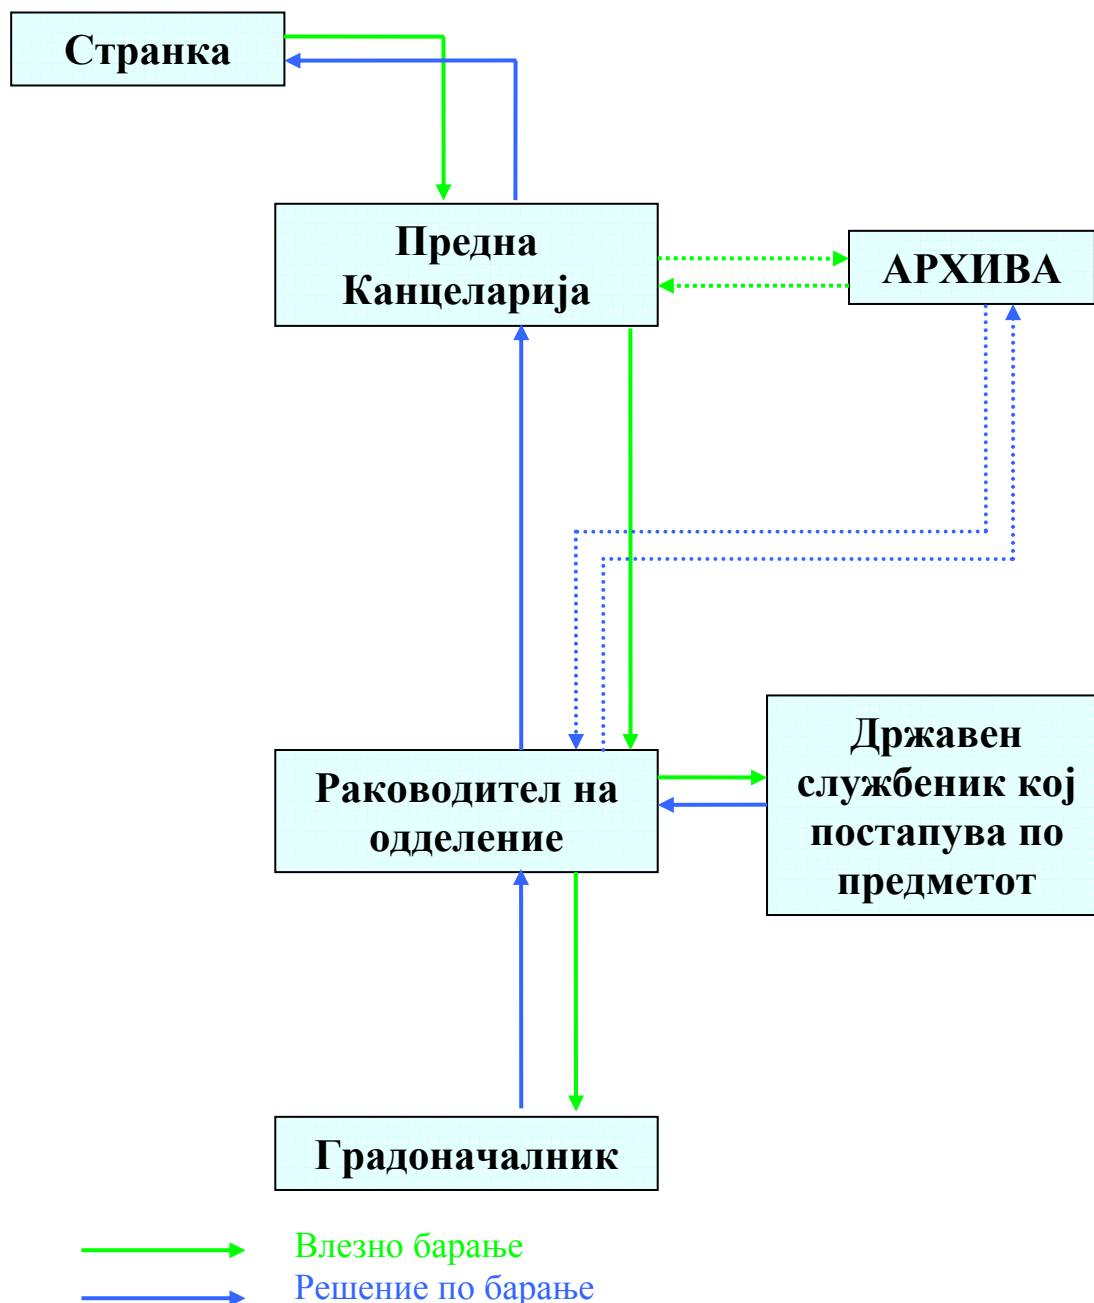 Странка
Предна
Канцеларија
АРХИВА
Државен
службеник кој
постапува по
предметот
Раководител на
одделение
Градоначалник
Влезно барање
Решение по барање